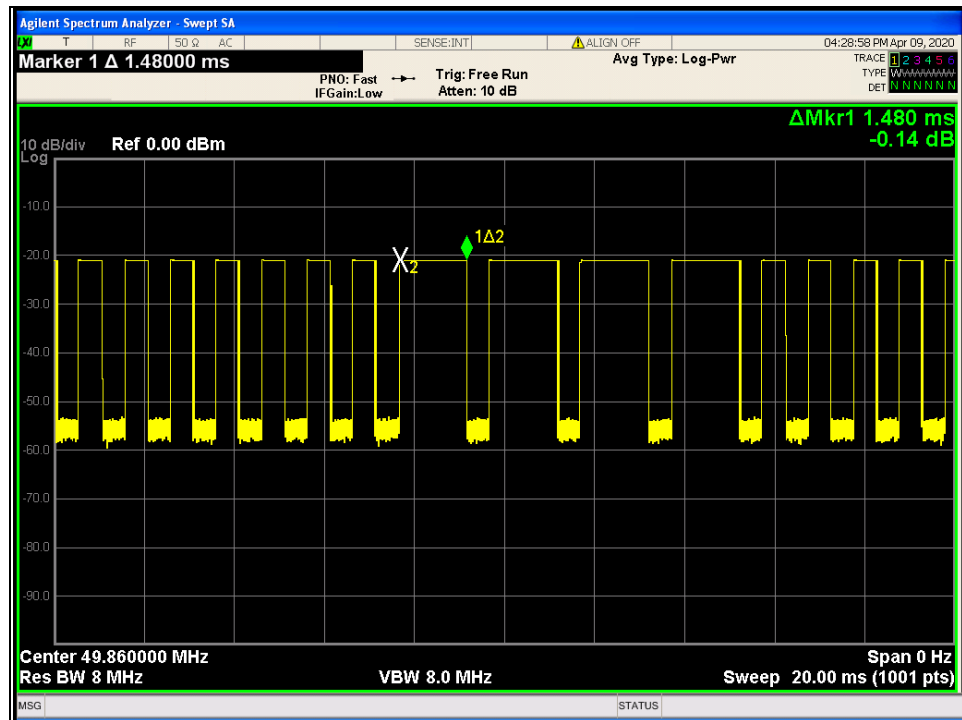 Agilent Spectrum Analyzer - Swept SA
LXI T RF 50 Ω AC SENSE:INT ALIGN OFF 04:28:58 PM Apr 09, 2020
Marker 1 Δ 1.48000 ms
Avg Type: Log-Pwr
TRACE 1 2 3 4 5 6
PNO: Fast Trig: Free Run
TYPE WWWWWWW
IFGain:Low Atten: 10 dB
DET N N N N N N
ΔMkr1 1.480 ms
-0.14 dB
10 dB/div Ref 0.00 dBm
Log
-10.0
1Δ2
-20.0
X2
-30.0
-40.0
-50.0
-60.0
-70.0
-80.0
-90.0
Center 49.860000 MHz Span 0 Hz
Res BW 8 MHz VBW 8.0 MHz Sweep 20.00 ms (1001 pts)
MSG STATUS